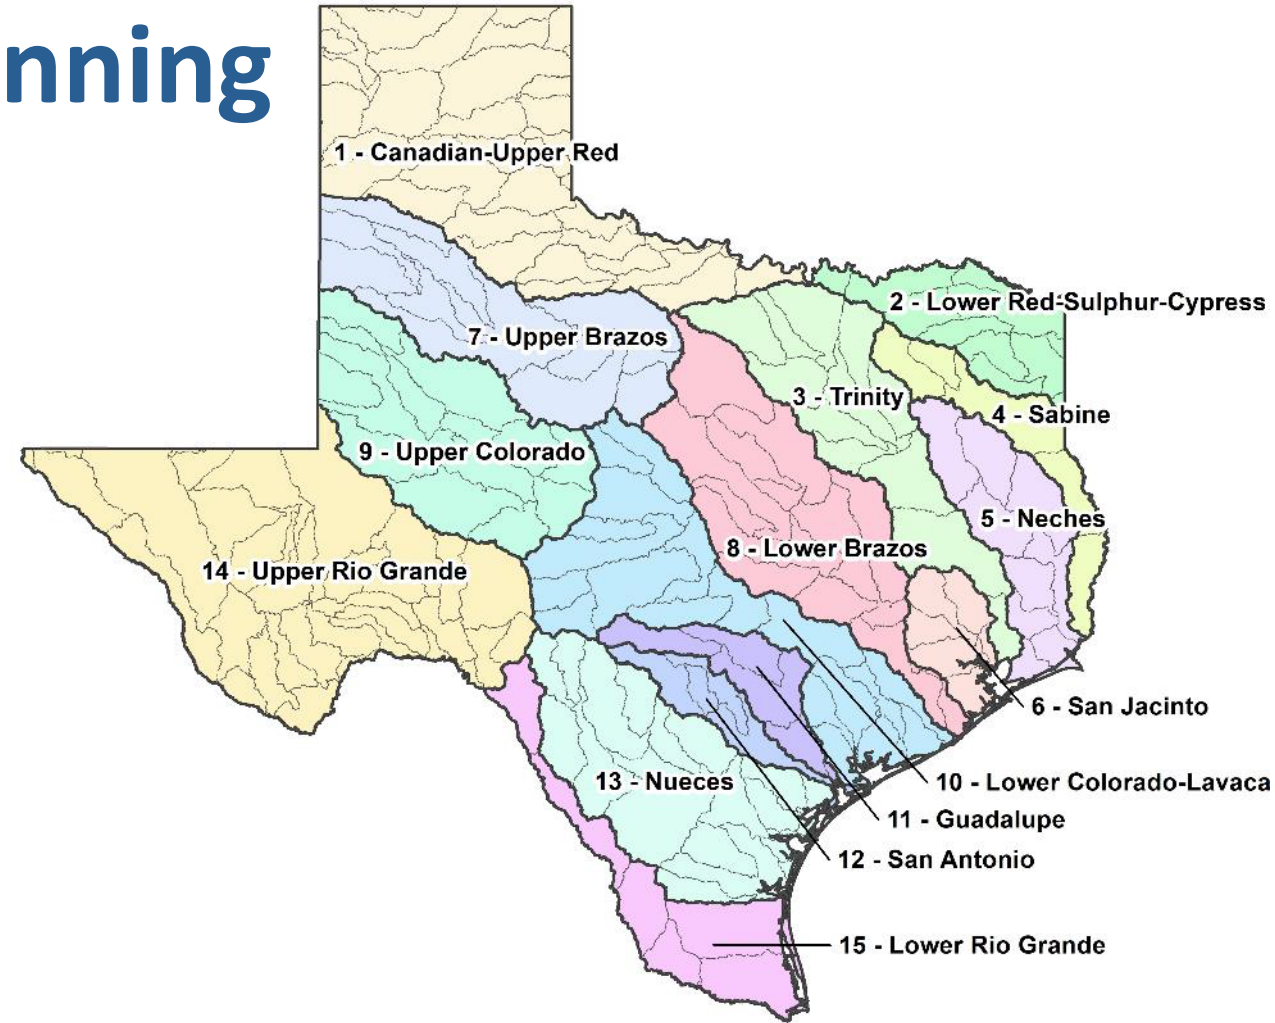 nning
1 - Canadian-Upper Red
2 - Lower Red-Sulphur-Cypress
7 - Upper Brazos
3 - Trinity
4 - Sabine
9 - Upper Colorado
5 - Neches
8 - Lower Brazos
14 - Upper Rio Grande
6 - San Jacinto
13 - Nueces
10 - Lower Colorado-Lavaca
11 - Guadalupe
12 - San Antonio
15 - Lower Rio Grande